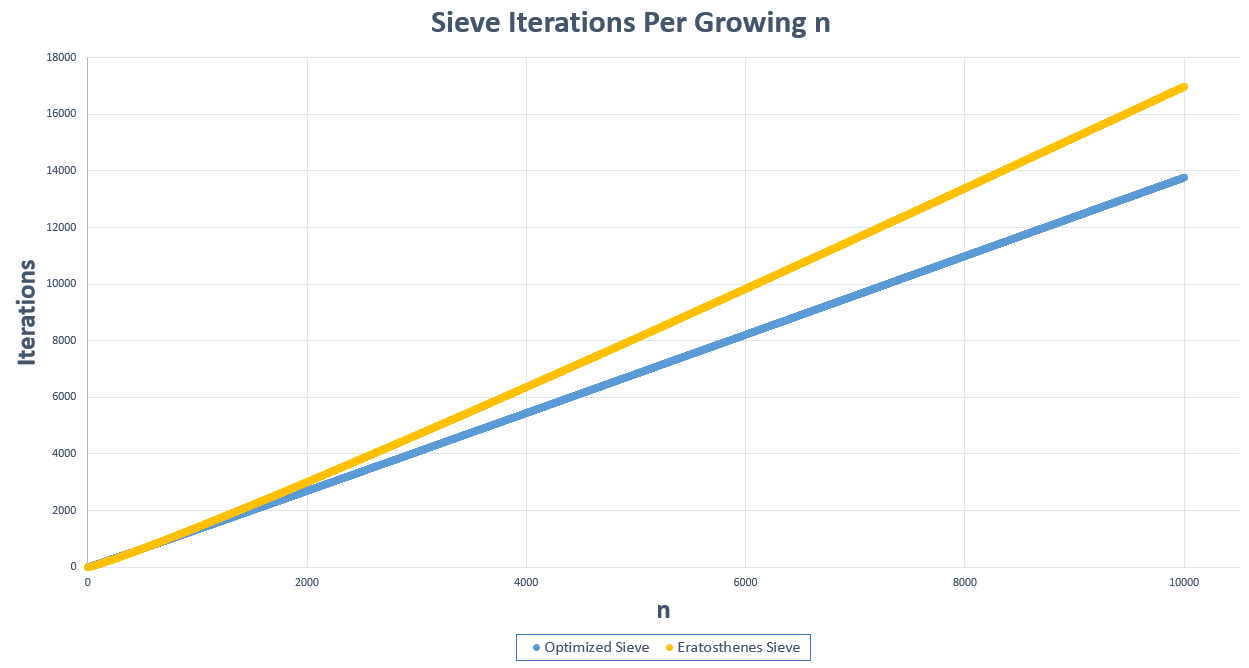 Sieve Iterations Per Growing n
18000
16000
14000
12000
10000
8000
6000
4000
2000
0
Iterations
0 2000 4000 6000 8000 10000
n
Optimized Sieve Eratosthenes Sieve